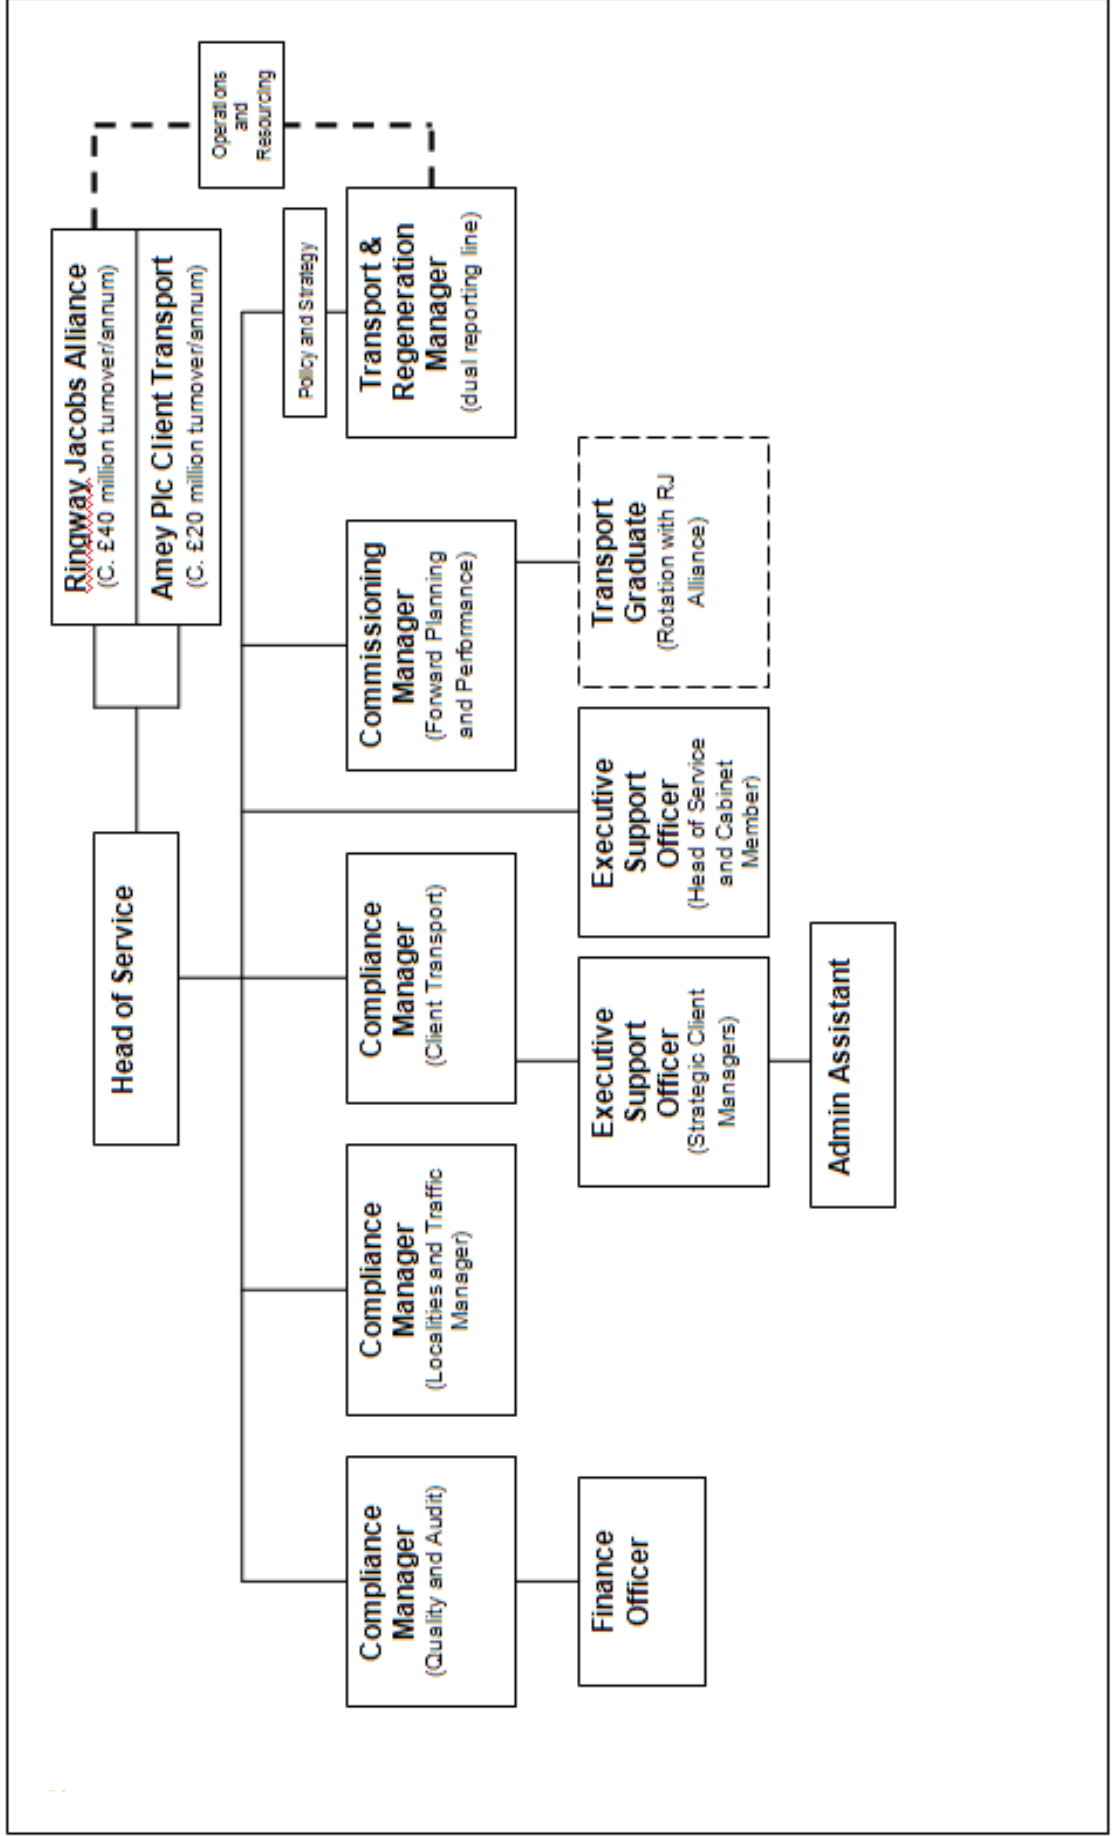 Ringway Jacobs Alliance
(C. £40 million turnover/annum)
Amey Plc Client Transport
(C. £20 million turnover/annum)
Head of Service
Operations
and
Resourcing
Policy and Strategy
Compliance
Manager
(Quality and Audit)
Compliance
Manager
(Localities and Traffic
Manager)
Compliance
Manager
(Client Transport)
Commissioning
Manager
(Forward Planning
and Performance)
Transport &
Regeneration
Manager
(dual reporting line)
Finance
Officer
Executive
Support
Officer
(Strategic Client
Managers)
Executive
Support
Officer
(Head of Service
and Cabinet
Member)
Transport
Graduate
(Rotation with RJ
Alliance)
Admin Assistant